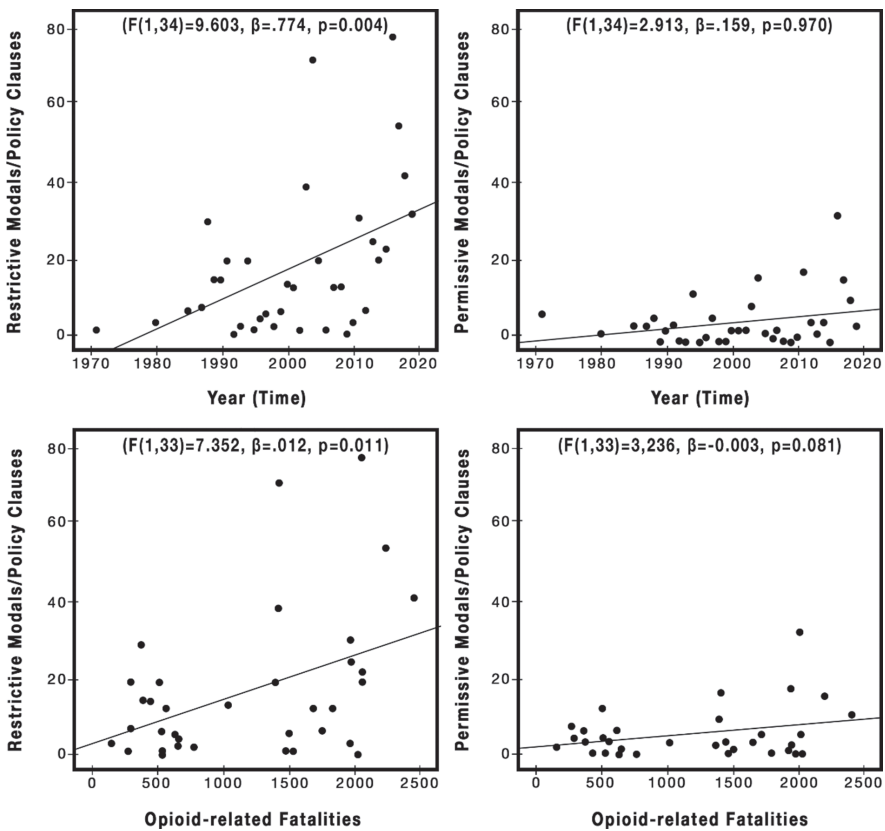 (F(1,34)=9.603, β=.774, p=0.004)
Restrictive Modals/Policy Clauses
80
60
40
20
0
1970 1980 1990 2000 2010 2020
Year (Time)
(F(1,34)=2.913, β=.159, p=0.970)
Permissive Modals/Policy Clauses
80
60
40
20
0
1970 1980 1990 2000 2010 2020
Year (Time)
(F(1,33)=7.352, β=.012, p=0.011)
Restrictive Modals/Policy Clauses
80
60
40
20
0
0 500 1000 1500 2000 2500
Opioid-related Fatalities
(F(1,33)=3,236, β=-0.003, p=0.081)
Permissive Modals/Policy Clauses
80
60
40
20
0
0 500 1000 1500 2000 2500
Opioid-related Fatalities